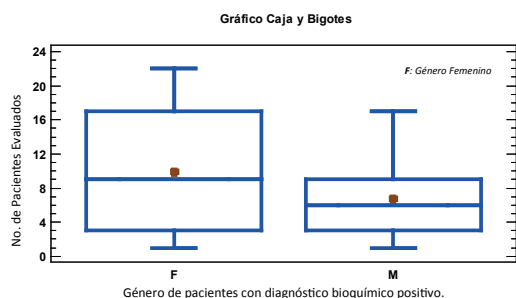 Gráfico Caja y Bigotes
F: Género Femenino
No. de Pacientes Evaluados
24
20
16
12
8
4
0
F M
Género de pacientes con diagnóstico bioquímico positivo.